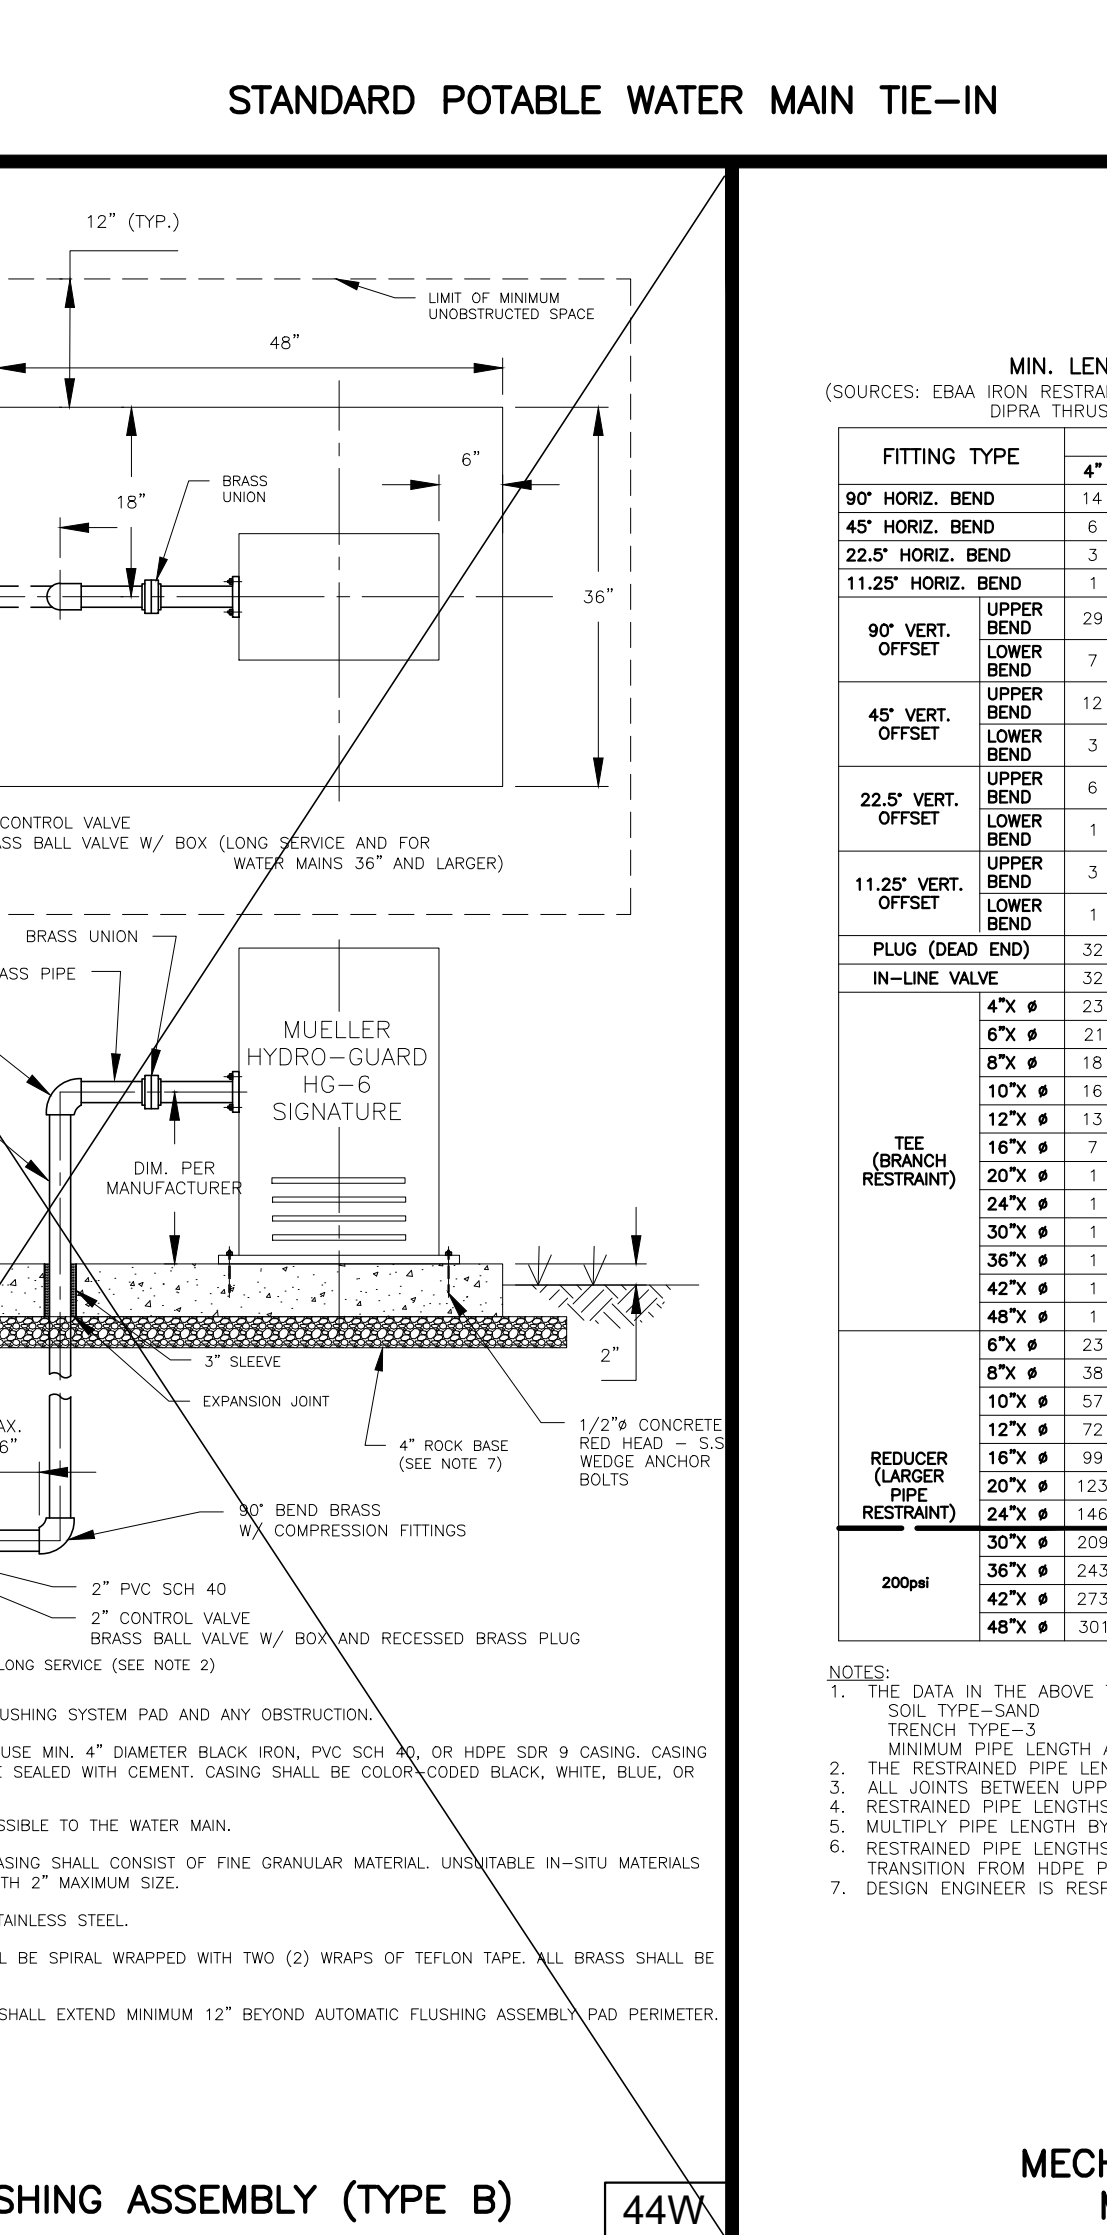 STANDARD POTABLE WATER MAIN TIE-IN
12" (TYP.)
LIMIT OF MINIMUM
UNOBSTRUCTED SPACE
48"
6"
BRASS
UNION
18"
36"
CONTROL VALVE
ASS BALL VALVE W/ BOX (LONG SERVICE AND FOR
WATER MAINS 36" AND LARGER)
BRASS UNION
ASS PIPE
MUELLER
HYDRO-GUARD
HG-6
SIGNATURE
DIM. PER
MANUFACTURER
3" SLEEVE
2"
EXPANSION JOINT
AX.
6"
4" ROCK BASE
(SEE NOTE 7)
1/2"ø CONCRETE
RED HEAD - S.S
WEDGE ANCHOR
BOLTS
90° BEND BRASS
W/ COMPRESSION FITTINGS
2" PVC SCH 40
2" CONTROL VALVE
BRASS BALL VALVE W/ BOX AND RECESSED BRASS PLUG
LONG SERVICE (SEE NOTE 2)
USHING SYSTEM PAD AND ANY OBSTRUCTION.
USE MIN. 4" DIAMETER BLACK IRON, PVC SCH 40, OR HDPE SDR 9 CASING. CASING
E SEALED WITH CEMENT. CASING SHALL BE COLOR-CODED BLACK, WHITE, BLUE, OR
SSIBLE TO THE WATER MAIN.
ASING SHALL CONSIST OF FINE GRANULAR MATERIAL. UNSUITABLE IN-SITU MATERIALS
TH 2" MAXIMUM SIZE.
TAINLESS STEEL.
L BE SPIRAL WRAPPED WITH TWO (2) WRAPS OF TEFLON TAPE. ALL BRASS SHALL BE
SHALL EXTEND MINIMUM 12" BEYOND AUTOMATIC FLUSHING ASSEMBLY PAD PERIMETER.
SHING ASSEMBLY (TYPE B)
44W
MIN. LEN
(SOURCES: EBAA IRON RESTRA
DIPRA THRUS
FITTING TYPE
4"
90° HORIZ. BEND 14
45° HORIZ. BEND 6
22.5° HORIZ. BEND 3
11.25° HORIZ. BEND 1
90° VERT.
OFFSET
UPPER
BEND 29
LOWER
BEND 7
45° VERT.
OFFSET
UPPER
BEND 12
LOWER
BEND 3
22.5° VERT.
OFFSET
UPPER
BEND 6
LOWER
BEND 1
11.25° VERT.
OFFSET
UPPER
BEND 3
LOWER
BEND 1
PLUG (DEAD END) 32
IN-LINE VALVE 32
TEE
(BRANCH
RESTRAINT)
4"X ø 23
6"X ø 21
8"X ø 18
10"X ø 16
12"X ø 13
16"X ø 7
20"X ø 1
24"X ø 1
30"X ø 1
36"X ø 1
42"X ø 1
48"X ø 1
REDUCER
(LARGER
PIPE
RESTRAINT)
6"X ø 23
8"X ø 38
10"X ø 57
12"X ø 72
16"X ø 99
20"X ø 123
24"X ø 146
200psi
30"X ø 209
36"X ø 243
42"X ø 273
48"X ø 301
NOTES:
1. THE DATA IN THE ABOVE
SOIL TYPE-SAND
TRENCH TYPE-3
MINIMUM PIPE LENGTH
2. THE RESTRAINED PIPE LEN
3. ALL JOINTS BETWEEN UPP
4. RESTRAINED PIPE LENGTHS
5. MULTIPLY PIPE LENGTH BY
6. RESTRAINED PIPE LENGTHS
TRANSITION FROM HDPE P
7. DESIGN ENGINEER IS RESP
MECH